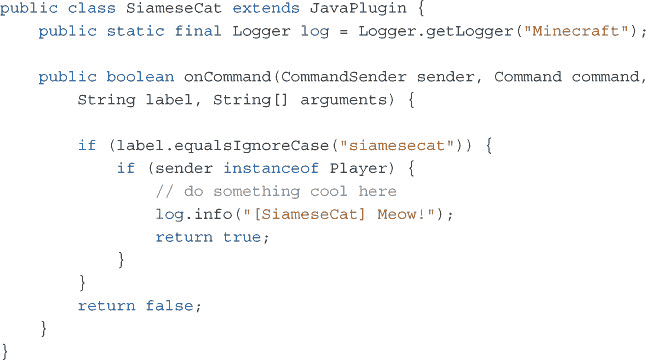 public class SiameseCat extends JavaPlugin {
    public static final Logger log = Logger.getLogger("Minecraft");

    public boolean onCommand(CommandSender sender, Command command,
        String label, String[] arguments) {

        if (label.equalsIgnoreCase("siamesecat")) {
            if (sender instanceof Player) {
                // do something cool here
                log.info("[SiameseCat] Meow!");
                return true;
            }
        }
        return false;
    }
}